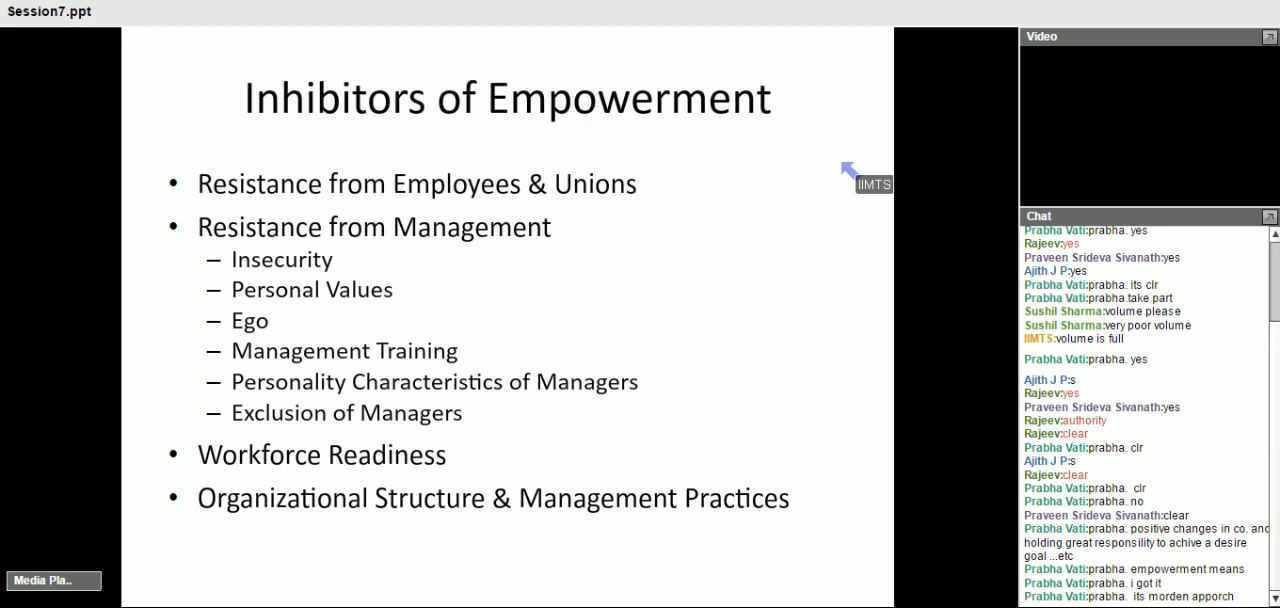 Session7.ppt
Inhibitors of Empowerment
• Resistance from Employees & Unions
• Resistance from Management
– Insecurity
– Personal Values
– Ego
– Management Training
– Personality Characteristics of Managers
– Exclusion of Managers
• Workforce Readiness
• Organizational Structure & Management Practices
IIMTS
Media Pla..
Video
Chat
Prabha Vati:prabha. yes
Rajeev:yes
Praveen Srideva Sivanath:yes
Ajith J P:yes
Prabha Vati:prabha. its clr
Prabha Vati:prabha.take part
Sushil Sharma:volume please
Sushil Sharma:very poor volume
IIMTS:volume is full
Prabha Vati:prabha. yes
Ajith J P:s
Rajeev:yes
Praveen Srideva Sivanath:yes
Rajeev:authority
Rajeev:clear
Prabha Vati:prabha. clr
Ajith J P:s
Rajeev:clear
Prabha Vati:prabha. clr
Prabha Vati:prabha. no
Praveen Srideva Sivanath:clear
Prabha Vati:prabha. positive changes in co. and
holding great responsility to achive a desire
goal ...etc
Prabha Vati:prabha. empowerment means
Prabha Vati:prabha. i got it
Prabha Vati:prabha. its morden apporch